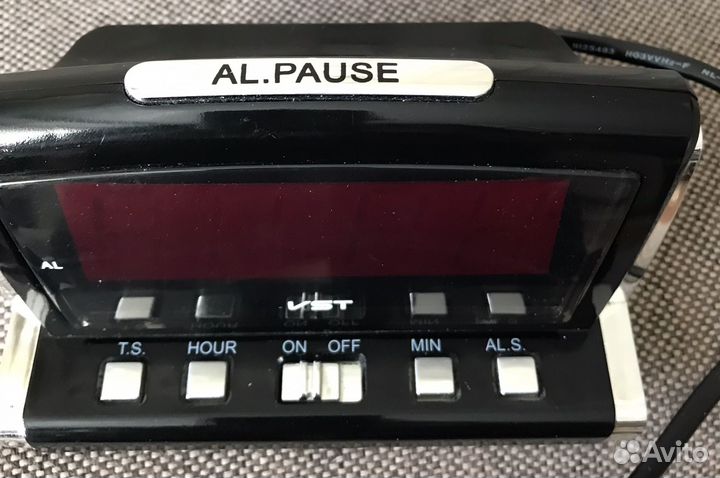 AL.PAUSE
AL
VST
T.S. HOUR ON OFF MIN AL.S.
Avito